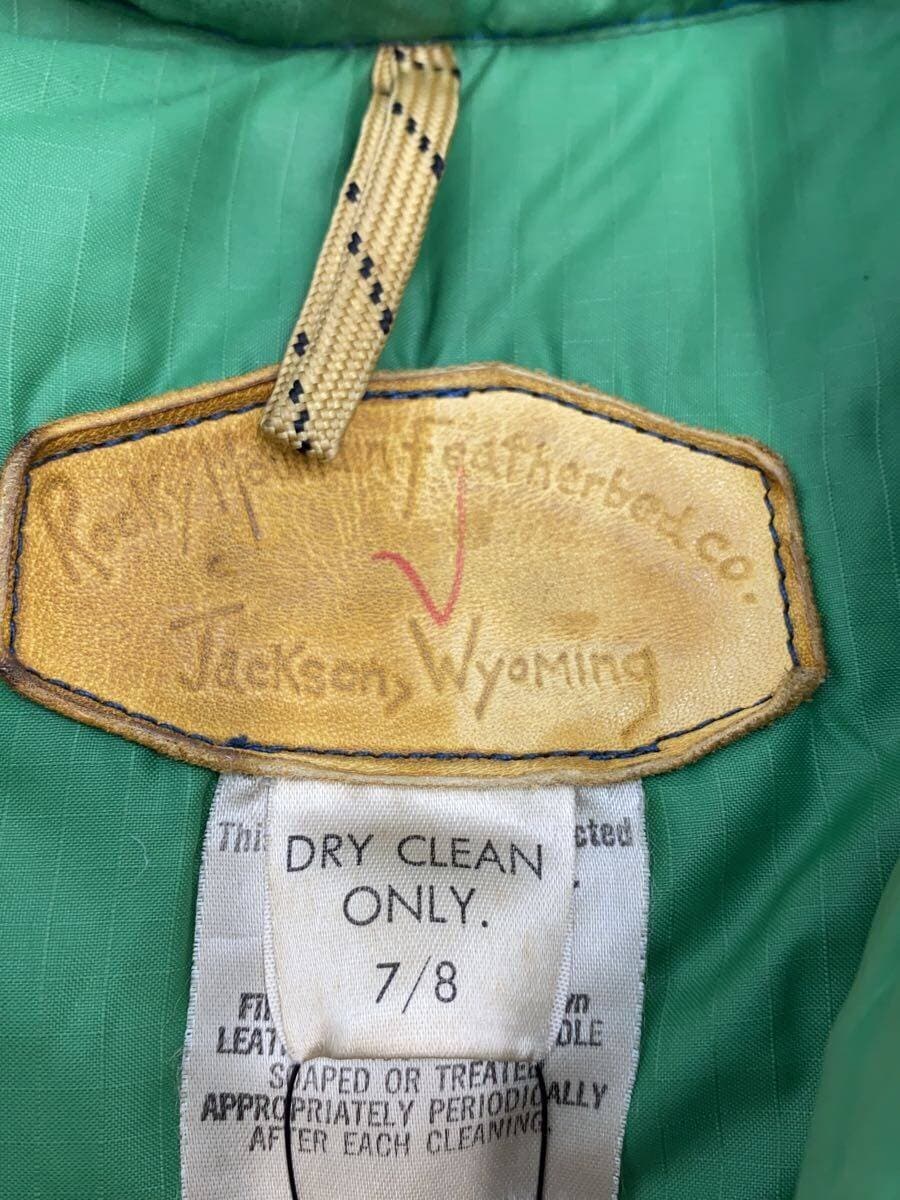 Rocky Mountain Featherbed co.
Jackson, Wyoming
DRY CLEAN
ONLY.
7/8
SOAPED OR TREATED
APPROPRIATELY PERIODICALLY
AFTER EACH CLEANING.